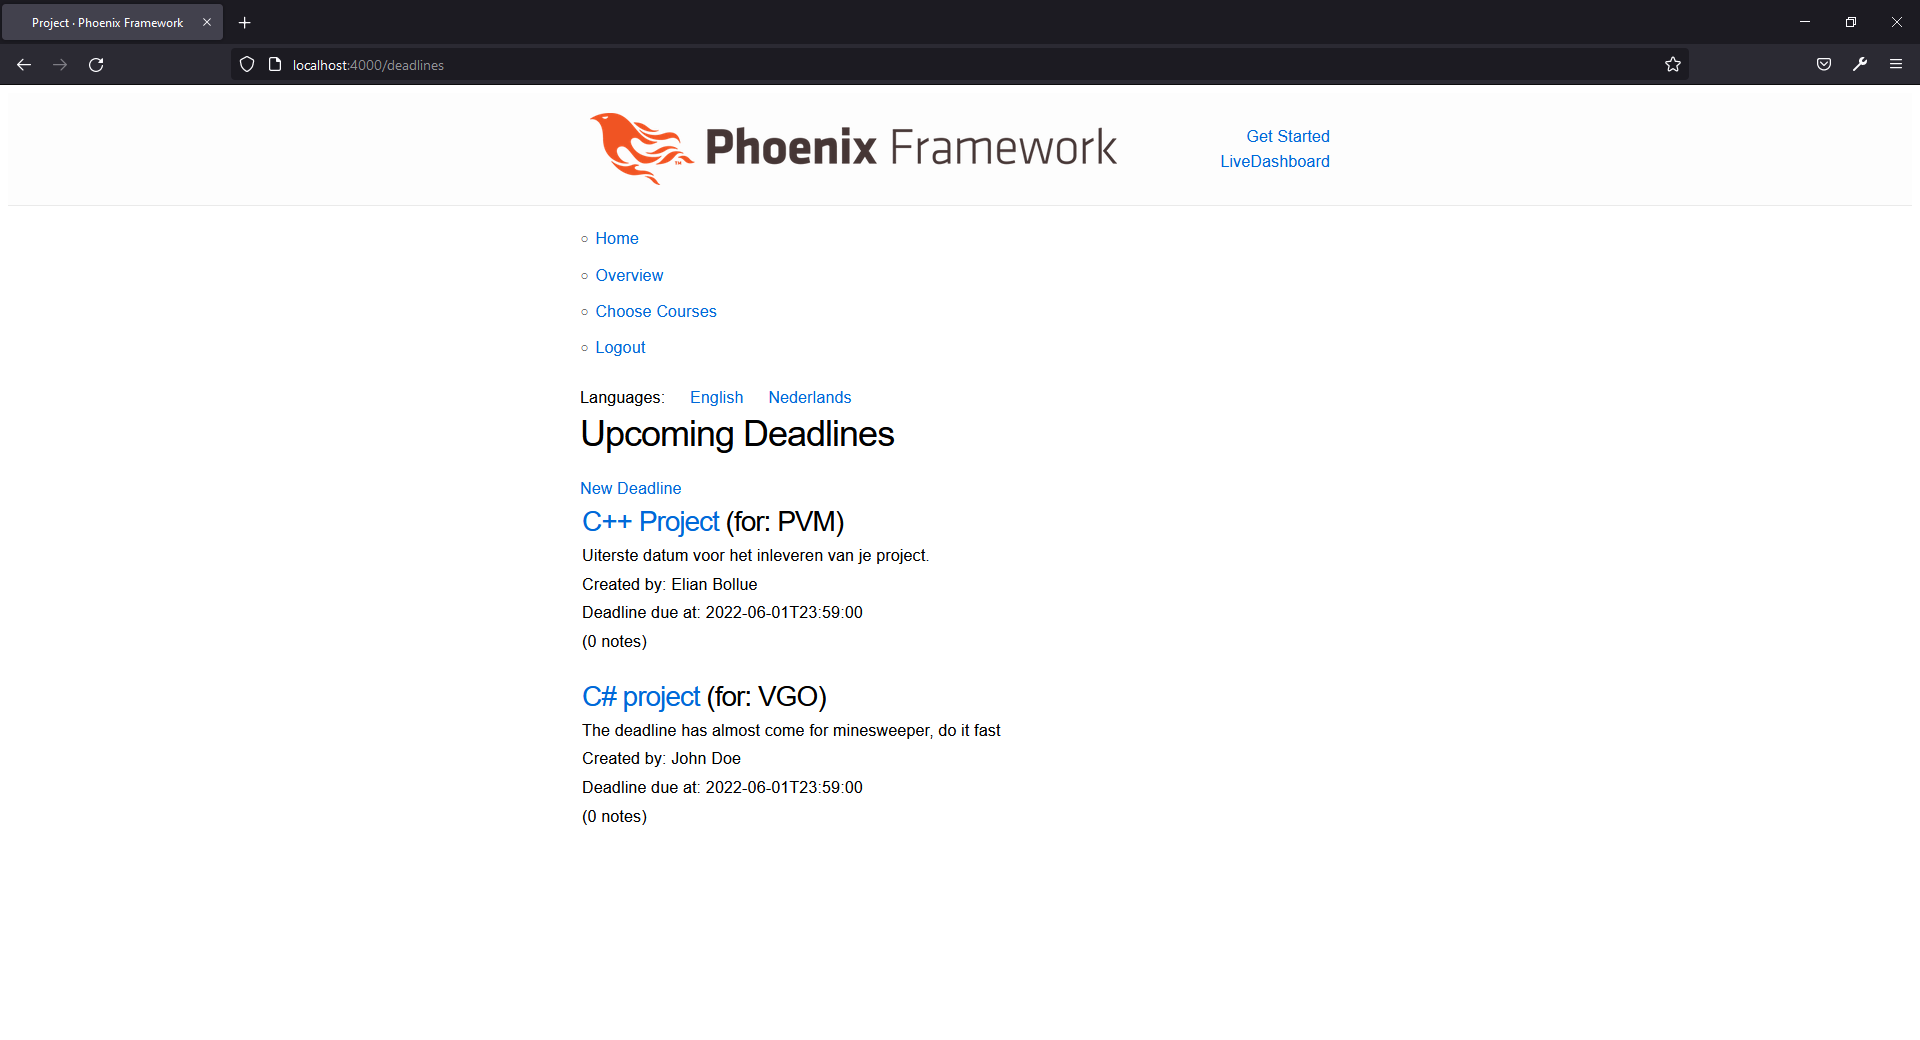 Project · Phoenix Framework
localhost:4000/deadlines
Phoenix Framework
TM
Get Started
LiveDashboard
Home
Overview
Choose Courses
Logout
Languages: English Nederlands
Upcoming Deadlines
New Deadline
C++ Project (for: PVM)
Uiterste datum voor het inleveren van je project.
Created by: Elian Bollue
Deadline due at: 2022-06-01T23:59:00
(0 notes)
C# project (for: VGO)
The deadline has almost come for minesweeper, do it fast
Created by: John Doe
Deadline due at: 2022-06-01T23:59:00
(0 notes)